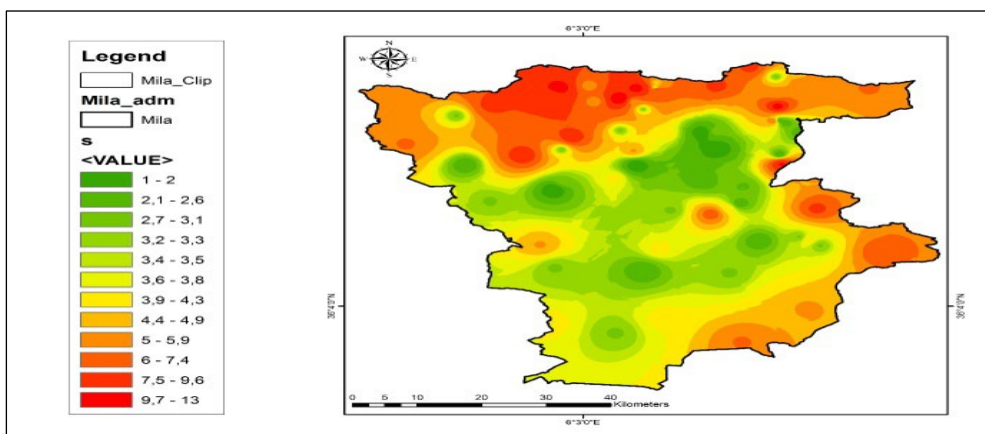 Legend
Mila_Clip
Mila_adm
Mila
s
<VALUE>
1 - 2
2,1 - 2,6
2,7 - 3,1
3,2 - 3,3
3,4 - 3,5
3,6 - 3,8
3,9 - 4,3
4,4 - 4,9
5 - 5,9
6 - 7,4
7,5 - 9,6
9,7 - 13
6°3'0"E
N
W E
S
36°4'0"N
36°4'0"N
0 5 10 20 30 40
Kilometers
6°3'0"E